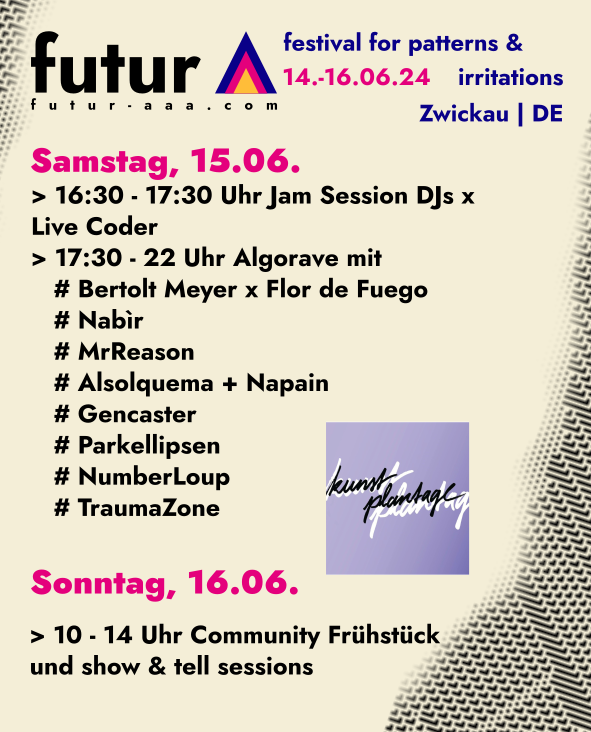 futur
futur-aaa.com
festival for patterns &
14.-16.06.24 irritations
Zwickau | DE
Samstag, 15.06.
> 16:30 - 17:30 Uhr Jam Session DJs x
Live Coder
> 17:30 - 22 Uhr Algorave mit
# Bertolt Meyer x Flor de Fuego
# Nabìr
# MrReason
# Alsolquema + Napain
# Gencaster
# Parkellipsen
# NumberLoup
# TraumaZone
kunst
plantage
Sonntag, 16.06.
> 10 - 14 Uhr Community Frühstück
und show & tell sessions